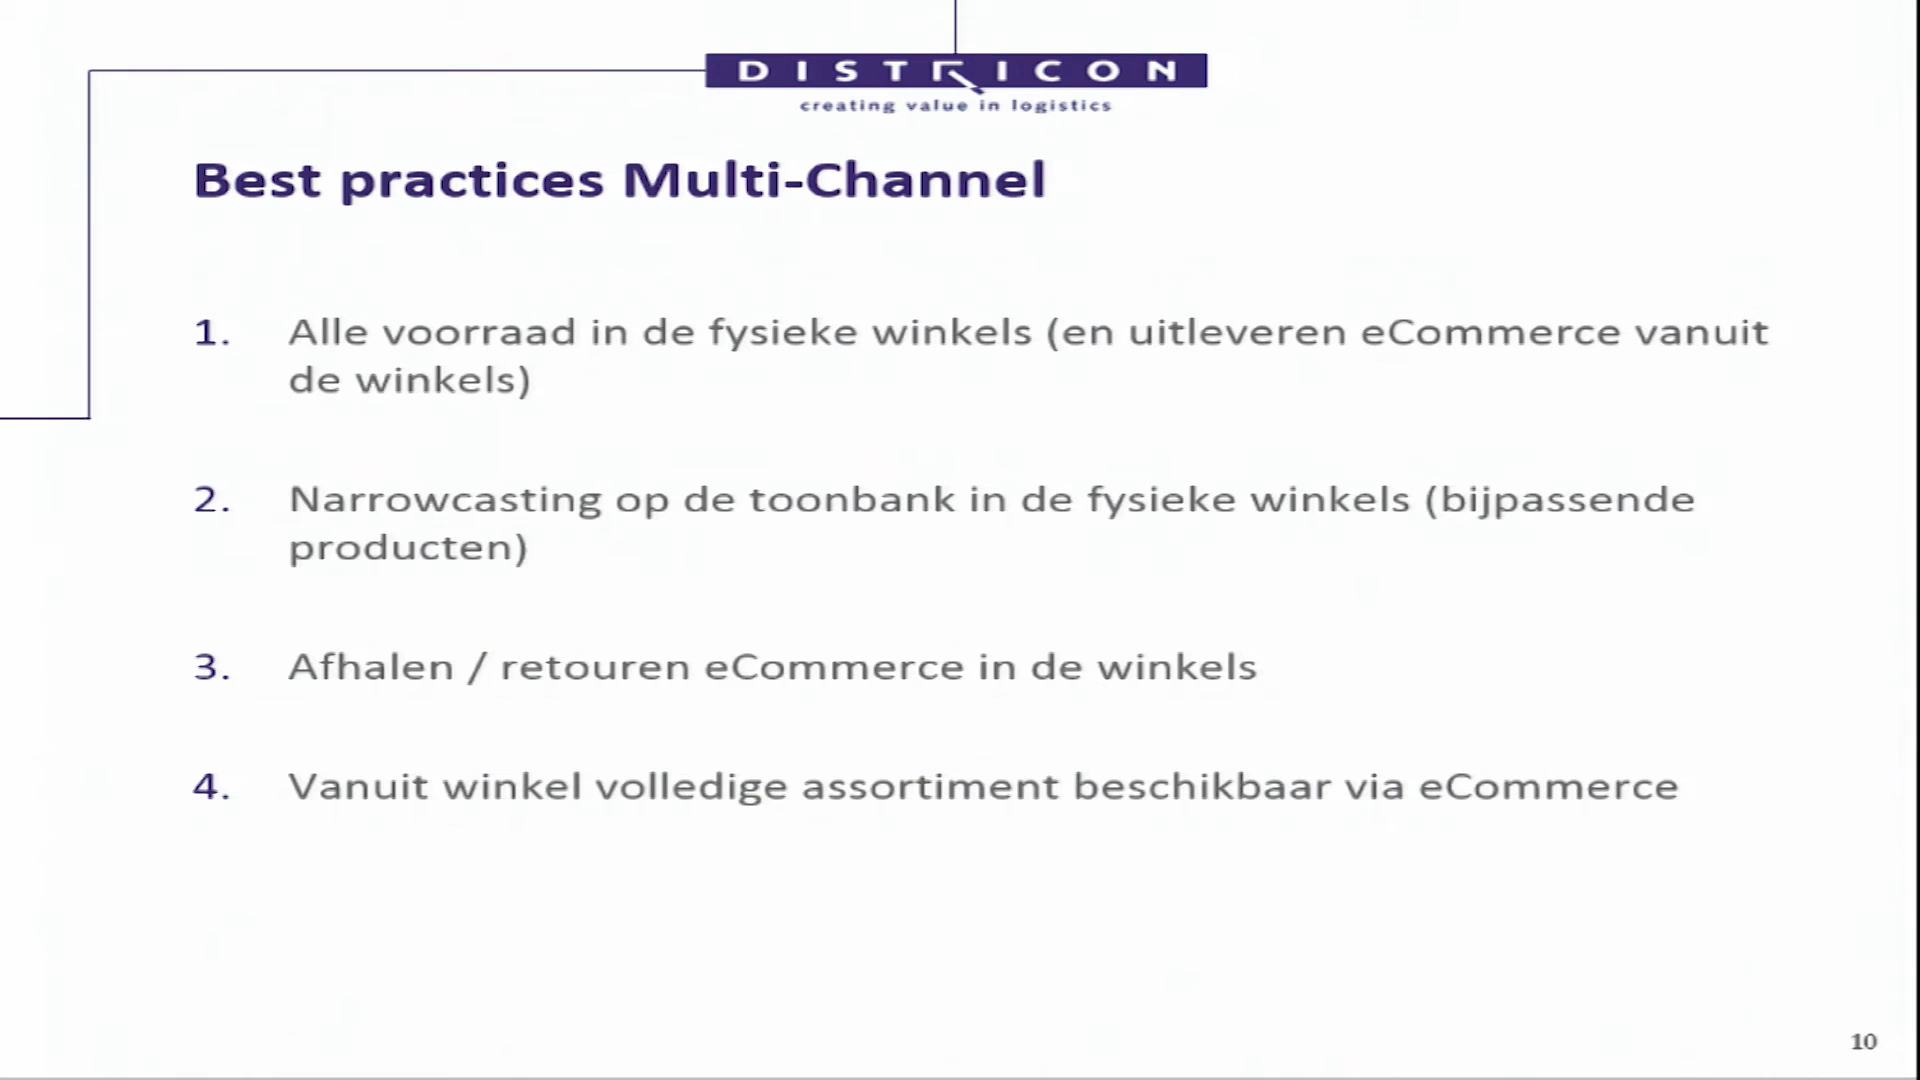 DISTRICON
creating value in logistics
Best practices Multi-Channel
1. Alle voorraad in de fysieke winkels (en uitleveren eCommerce vanuit
de winkels)
2. Narrowcasting op de toonbank in de fysieke winkels (bijpassende
producten)
3. Afhalen / retouren eCommerce in de winkels
4. Vanuit winkel volledige assortiment beschikbaar via eCommerce
10